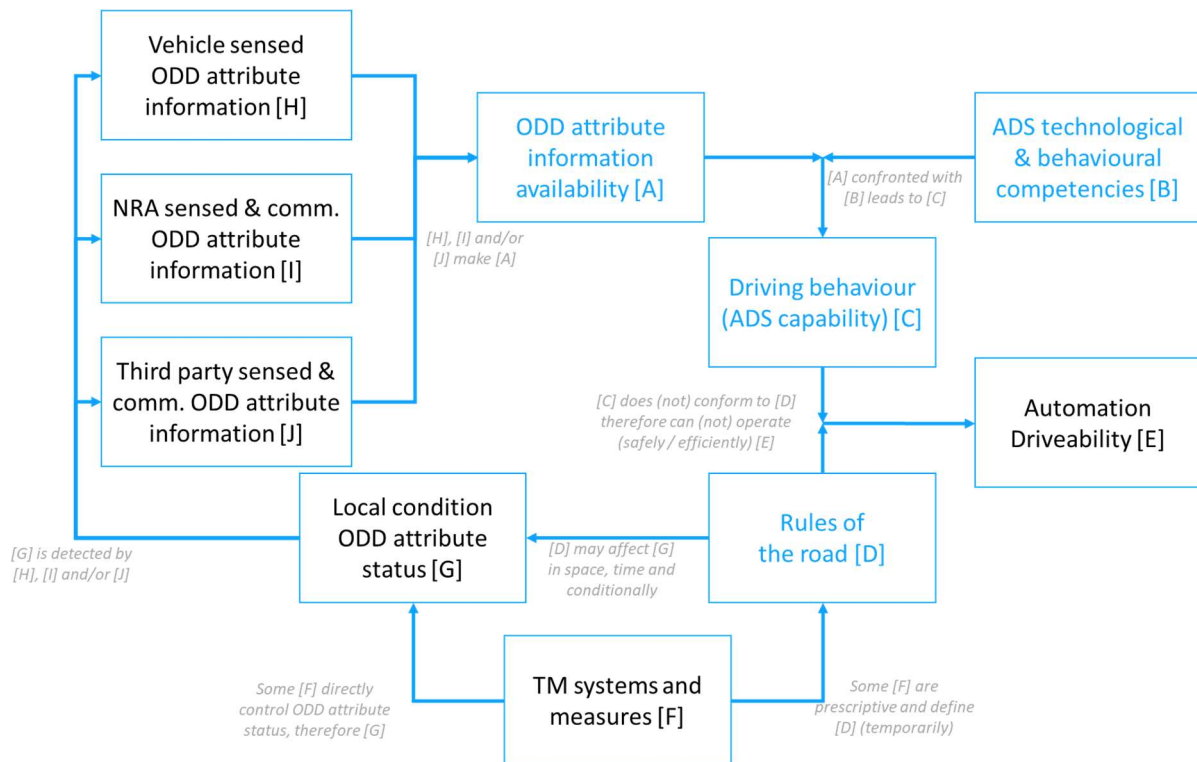 Vehicle sensed
ODD attribute
information [H]
ODD attribute
information
availability [A]
ADS technological
& behavioural
competencies [B]
[A] confronted with
[B] leads to [C]
NRA sensed & comm.
ODD attribute
information [I]
[H], [I] and/or
[J] make [A]
Driving behaviour
(ADS capability) [C]
Third party sensed &
comm. ODD attribute
information [J]
[C] does (not) conform to [D]
therefore can (not) operate
(safely / efficiently) [E]
Automation
Driveability [E]
Local condition
ODD attribute
status [G]
Rules of
the road [D]
[G] is detected by
[H], [I] and/or [J]
[D] may affect [G]
in space, time and
conditionally
Some [F] directly
control ODD attribute
status, therefore [G]
TM systems and
measures [F]
Some [F] are
prescriptive and define
[D] (temporarily)